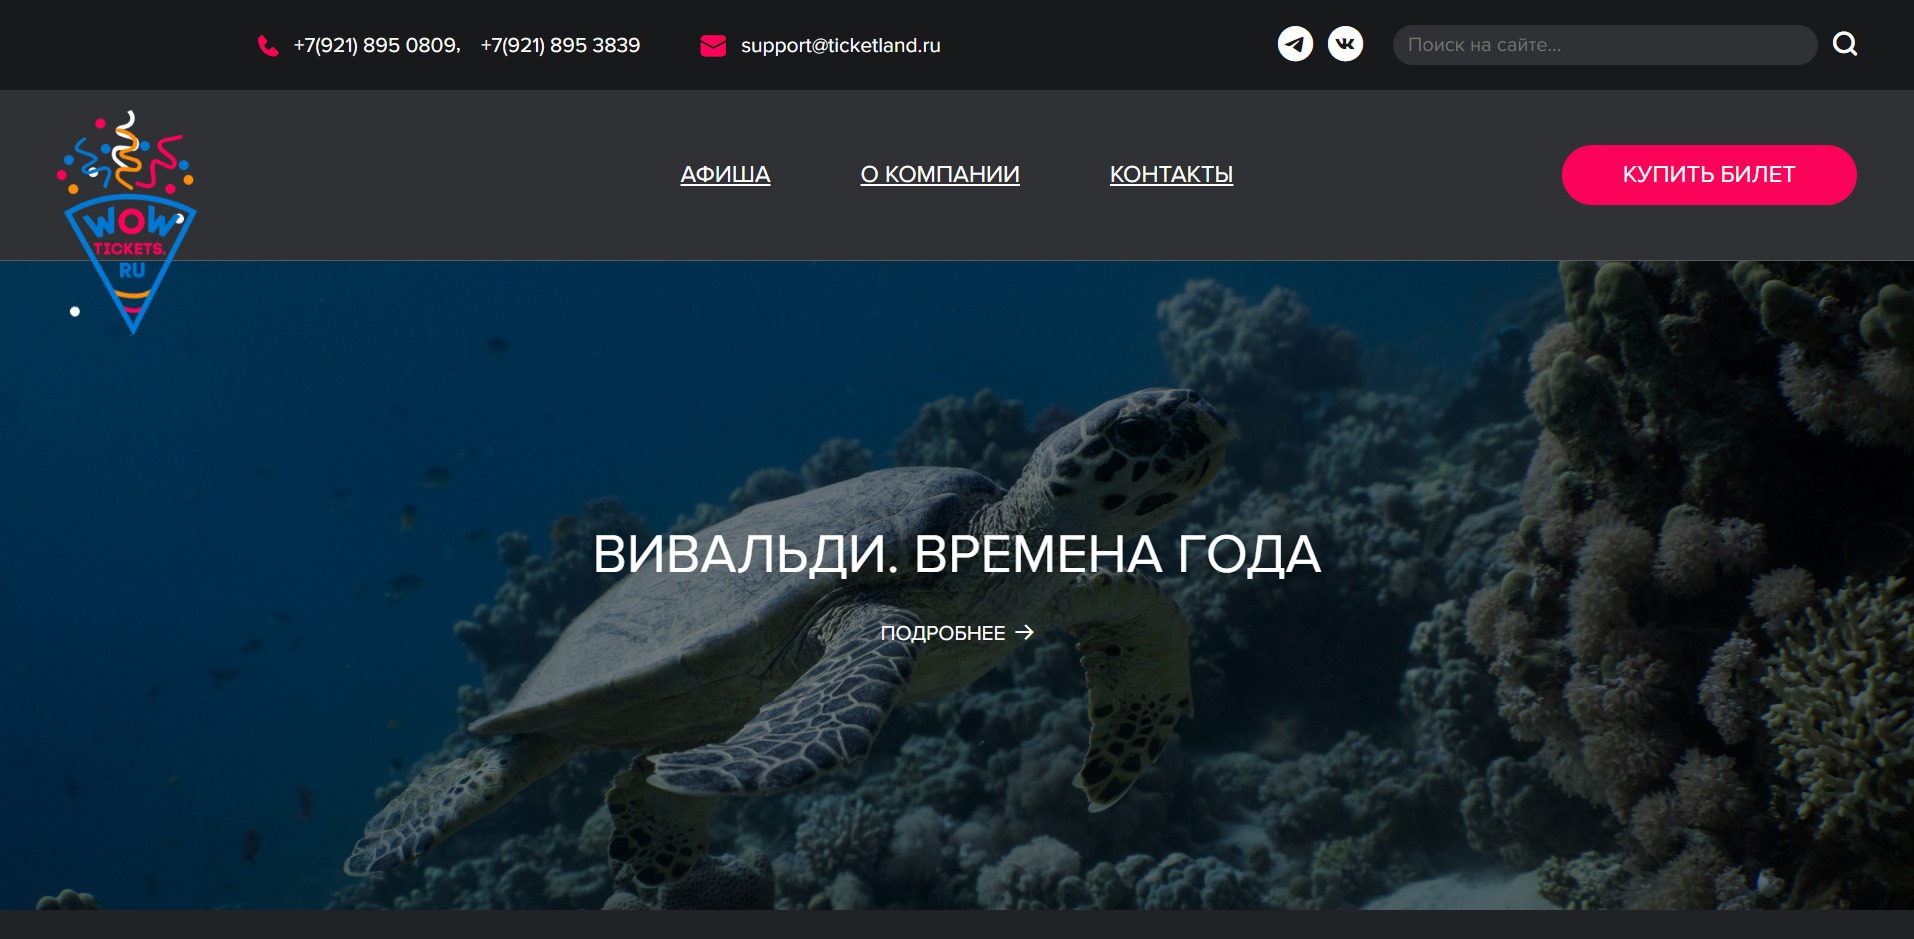 +7(921) 895 0809, +7(921) 895 3839
support@ticketland.ru
Поиск на сайте...
WOW
TICKETS.
RU
АФИША
О КОМПАНИИ
КОНТАКТЫ
КУПИТЬ БИЛЕТ
ВИВАЛЬДИ. ВРЕМЕНА ГОДА
ПОДРОБНЕЕ →